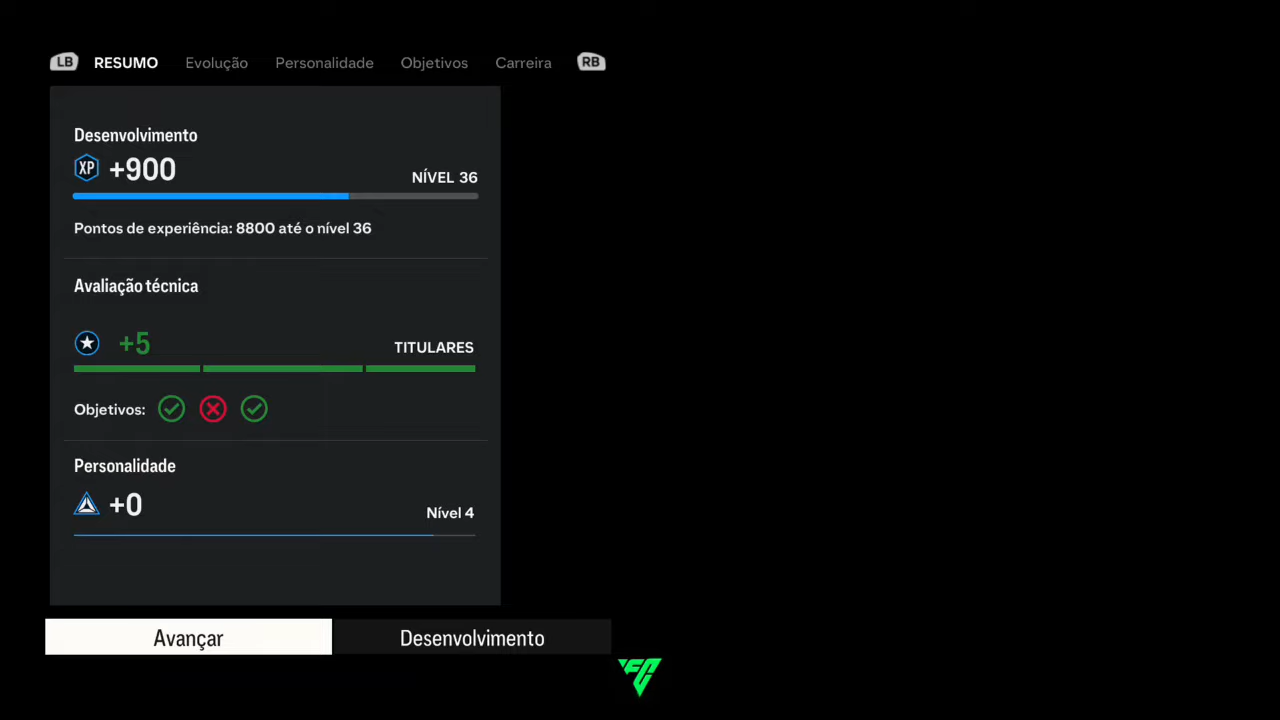 LB RESUMO Evolução Personalidade Objetivos Carreira RB
Desenvolvimento
XP +900
NÍVEL 36
Pontos de experiência: 8800 até o nível 36
Avaliação técnica
+5
TITULARES
Objetivos:
Personalidade
+0
Nível 4
Avançar Desenvolvimento
FC